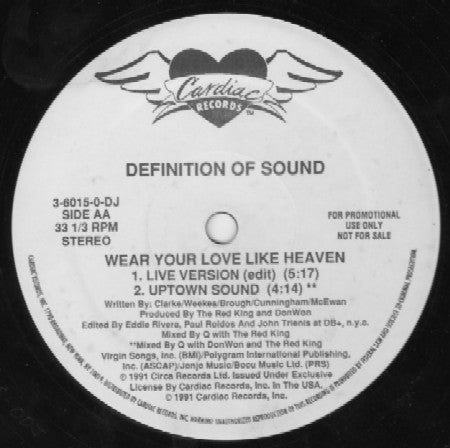 Cardiac
RECORDS™
DEFINITION OF SOUND
3-6015-0-DJ
SIDE AA
33 1/3 RPM
STEREO
FOR PROMOTIONAL
USE ONLY
NOT FOR SALE
WEAR YOUR LOVE LIKE HEAVEN
1. LIVE VERSION (edit) (5:17)
2. UPTOWN SOUND (4:14) **
Written By: Clarke/Weekes/Brough/Cunningham/McEwan
Produced By The Red King and DonWon
Edited By Eddie Rivera, Paul Roldos And John Trienis at DB+, n.y.c.
Mixed By Q with The Red King
**Mixed By Q with DonWon and The Red King
Virgin Songs, Inc. (BMI)/Polygram International Publishing,
Inc. (ASCAP)/Jonjo Music/Bocu Music Ltd. (PRS)
© 1991 Circa Records Ltd. Issued Under Exclusive
License By Cardiac Records, Inc. In The USA.
© 1991 Cardiac Records, Inc.